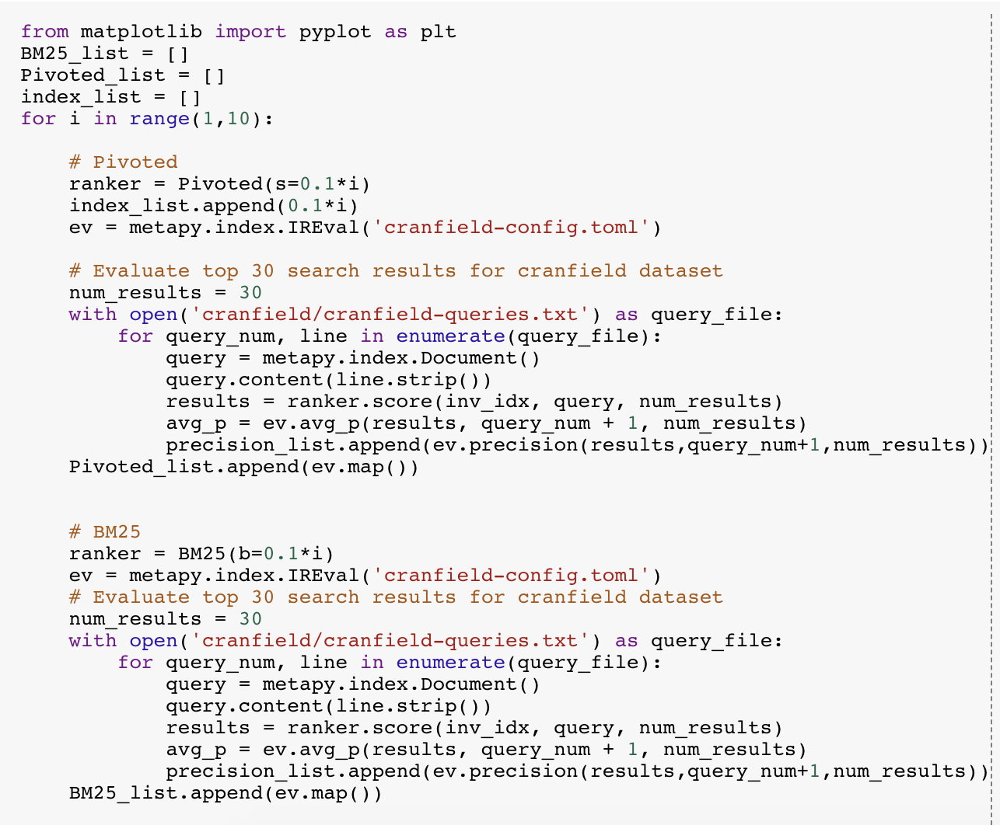 from matplotlib import pyplot as plt
BM25_list = []
Pivoted_list = []
index_list = []
for i in range(1,10):
    # Pivoted
    ranker = Pivoted(s=0.1*i)
    index_list.append(0.1*i)
    ev = metapy.index.IREval('cranfield-config.toml')
    # Evaluate top 30 search results for cranfield dataset
    num_results = 30
    with open('cranfield/cranfield-queries.txt') as query_file:
        for query_num, line in enumerate(query_file):
            query = metapy.index.Document()
            query.content(line.strip())
            results = ranker.score(inv_idx, query, num_results)
            avg_p = ev.avg_p(results, query_num + 1, num_results)
            precision_list.append(ev.precision(results,query_num+1,num_results))
    Pivoted_list.append(ev.map())
    # BM25
    ranker = BM25(b=0.1*i)
    ev = metapy.index.IREval('cranfield-config.toml')
    # Evaluate top 30 search results for cranfield dataset
    num_results = 30
    with open('cranfield/cranfield-queries.txt') as query_file:
        for query_num, line in enumerate(query_file):
            query = metapy.index.Document()
            query.content(line.strip())
            results = ranker.score(inv_idx, query, num_results)
            avg_p = ev.avg_p(results, query_num + 1, num_results)
            precision_list.append(ev.precision(results,query_num+1,num_results))
    BM25_list.append(ev.map())